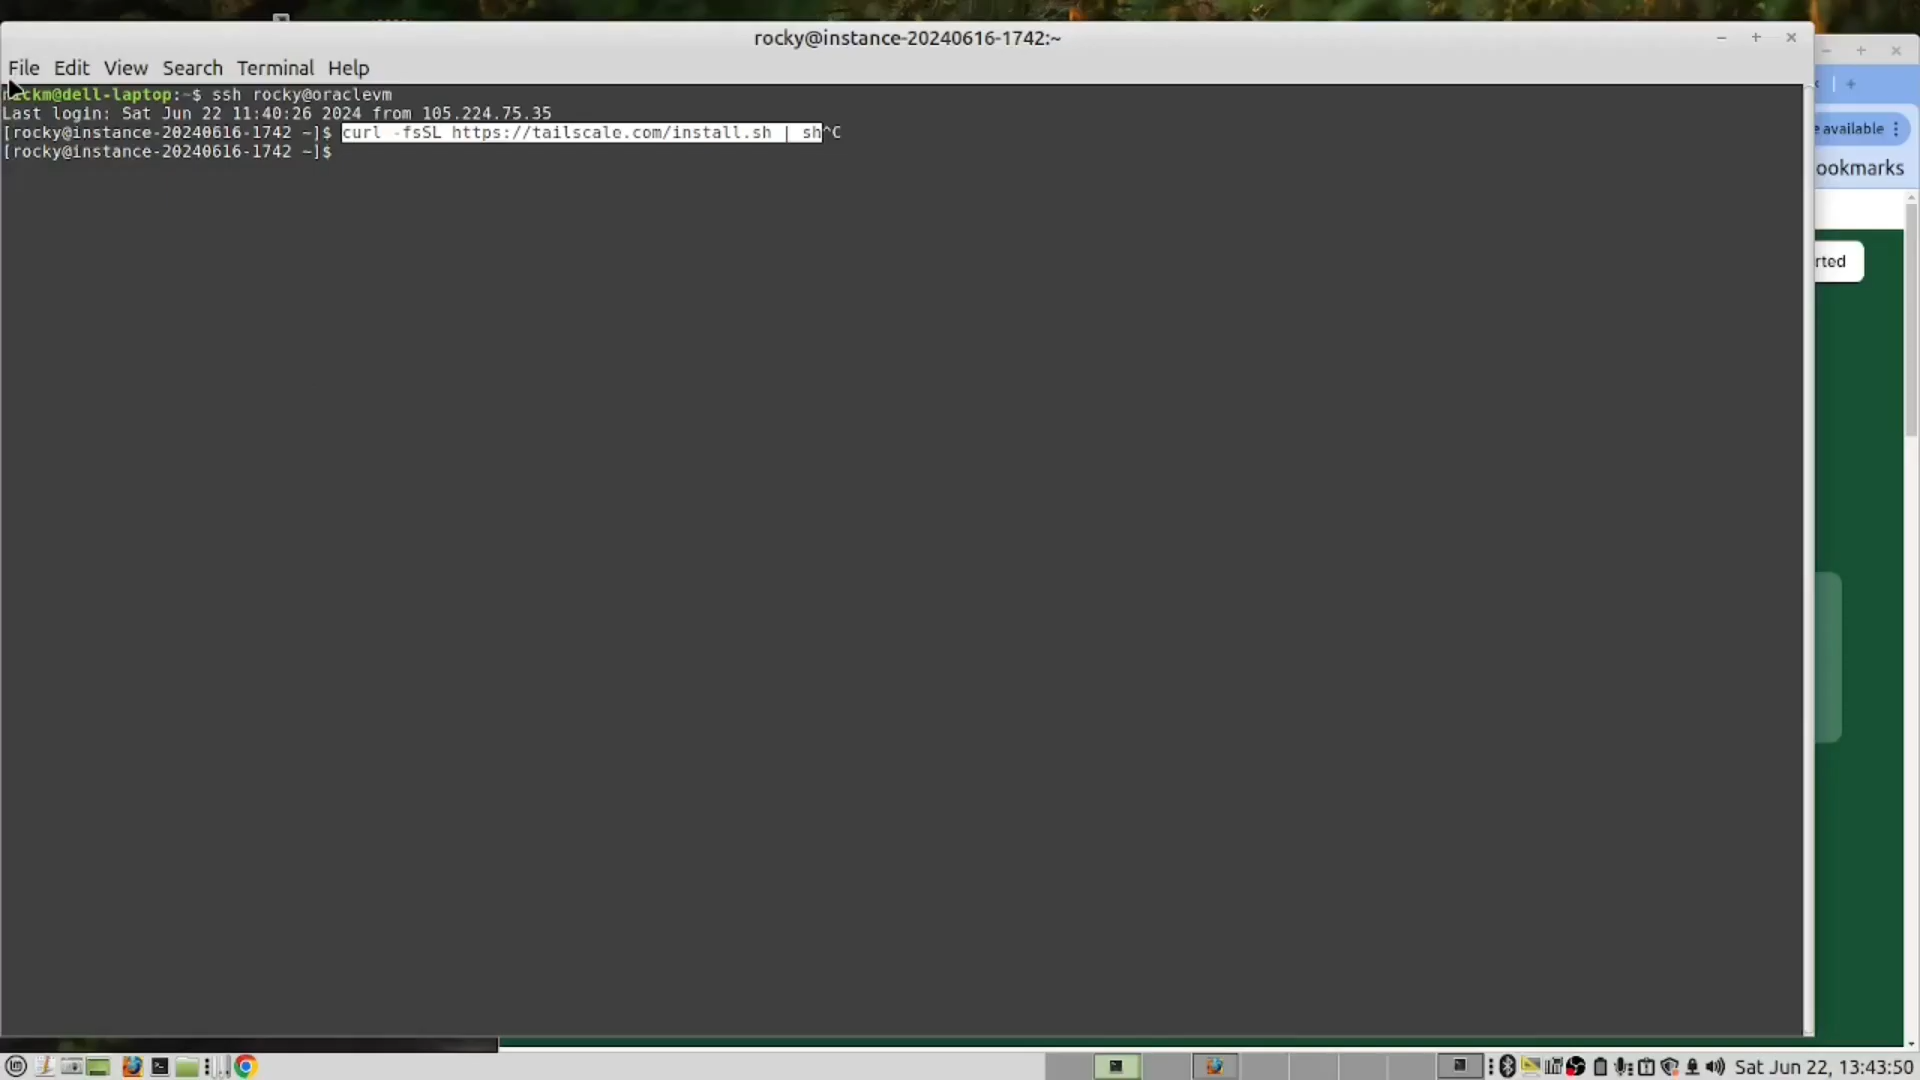 rocky@instance-20240616-1742:~
File Edit View Search Terminal Help
ckm@dell-laptop:~$ ssh rocky@oraclevm
Last login: Sat Jun 22 11:40:26 2024 from 105.224.75.35
[rocky@instance-20240616-1742 ~]$ curl -fsSL https://tailscale.com/install.sh | sh^C
[rocky@instance-20240616-1742 ~]$
e available
ookmarks
rted
Sat Jun 22, 13:43:50